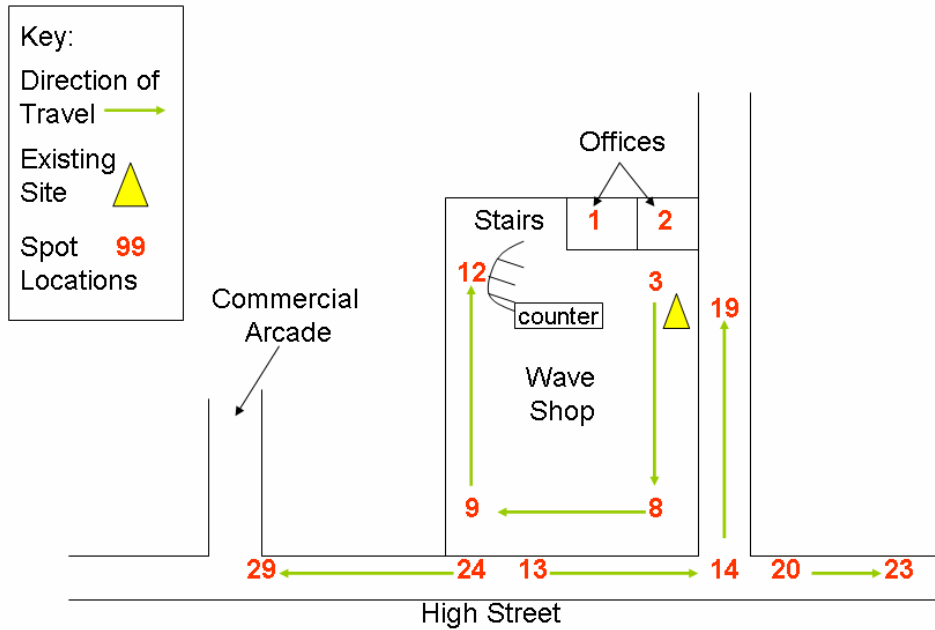 Key:
Direction of
Travel
Existing
Site
Spot 99
Locations
Offices
Stairs
1
2
12
3
Commercial
Arcade
counter
19
Wave
Shop
9
8
29
24
13
14
20
23
High Street